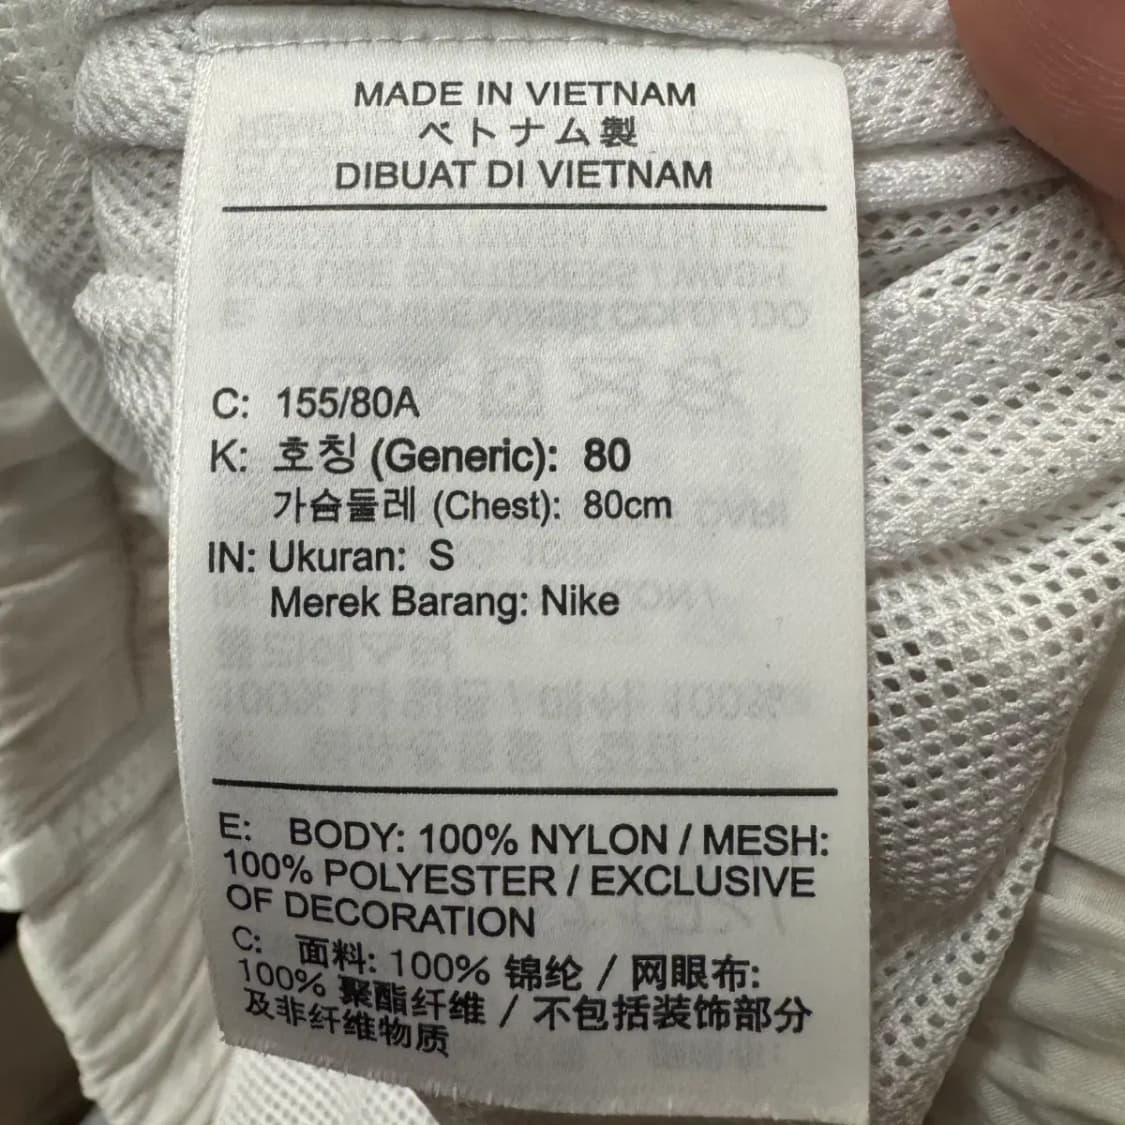 MADE IN VIETNAM
ベトナム製
DIBUAT DI VIETNAM
C: 155/80A
K: 호칭 (Generic): 80
가슴둘레 (Chest): 80cm
IN: Ukuran: S
Merek Barang: Nike
E: BODY: 100% NYLON / MESH:
100% POLYESTER / EXCLUSIVE
OF DECORATION
C: 面料: 100% 锦纶 / 网眼布:
100% 聚酯纤维 / 不包括装饰部分
及非纤维物质